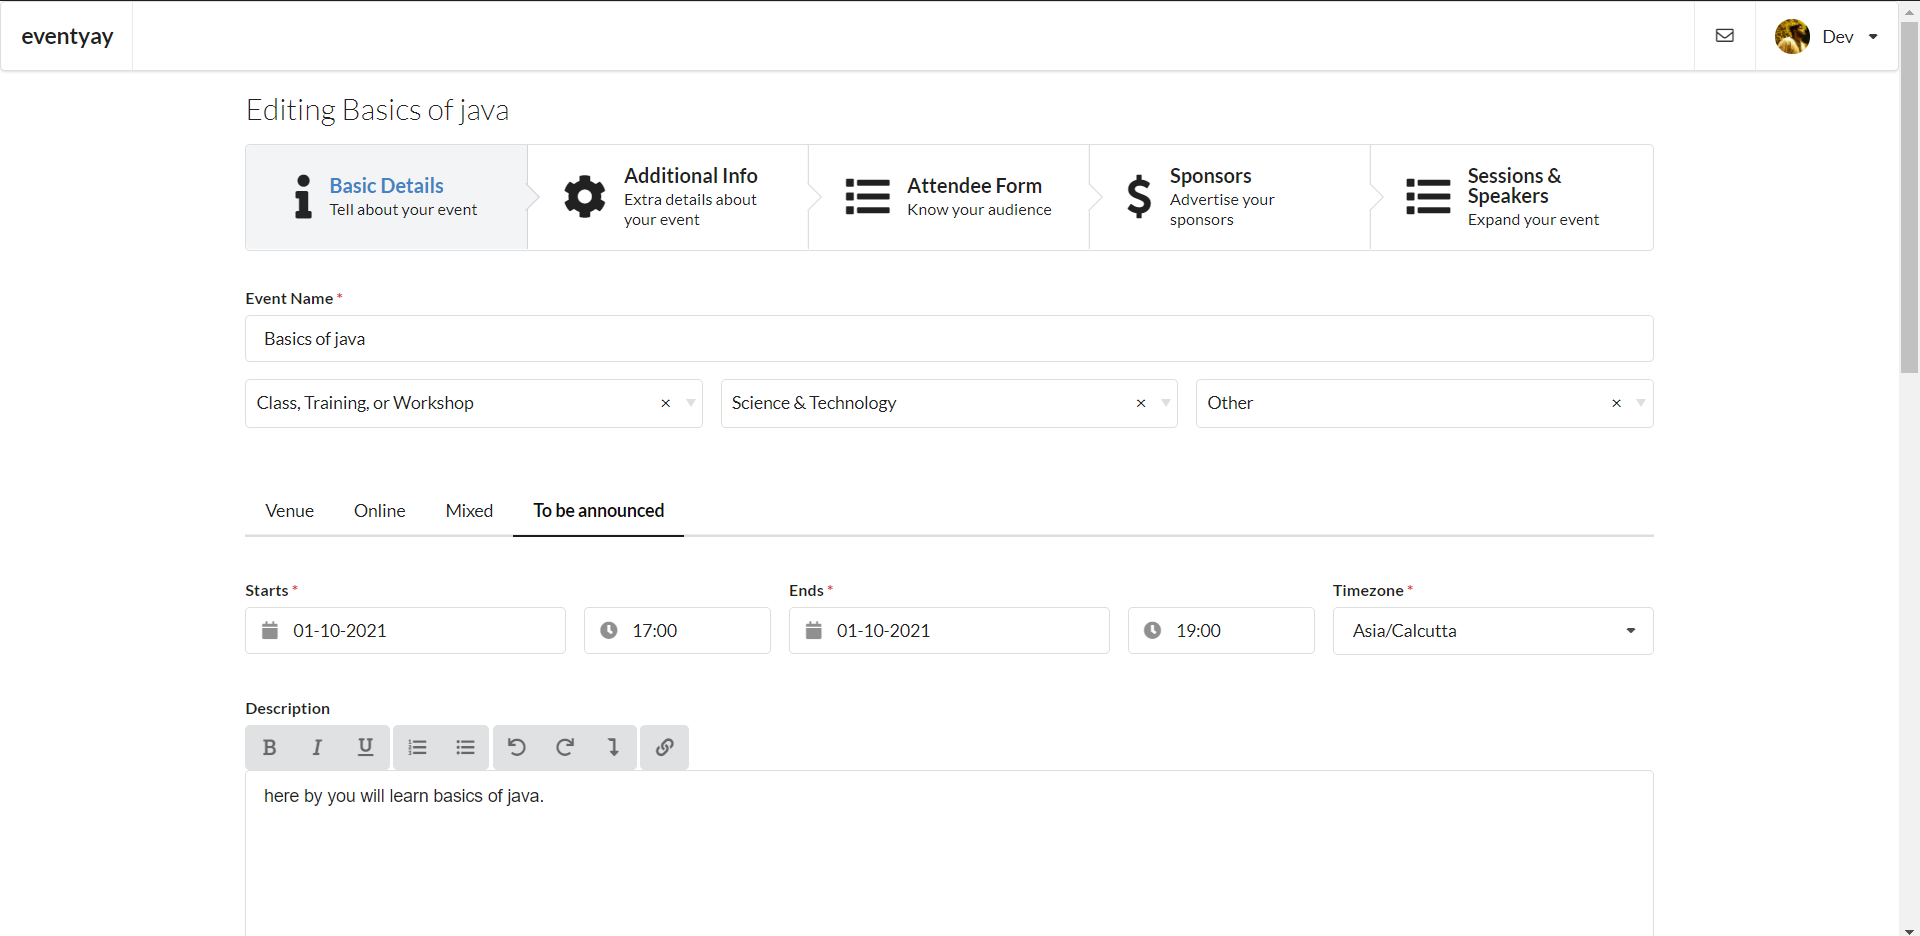 eventyay
Dev
Editing Basics of java
Basic Details
Tell about your event
Additional Info
Extra details about
your event
Attendee Form
Know your audience
Sponsors
Advertise your
sponsors
Sessions &
Speakers
Expand your event
Event Name *
Basics of java
Class, Training, or Workshop
Science & Technology
Other
Venue Online Mixed To be announced
Starts * Ends * Timezone *
01-10-2021 17:00 01-10-2021 19:00 Asia/Calcutta
Description
here by you will learn basics of java.